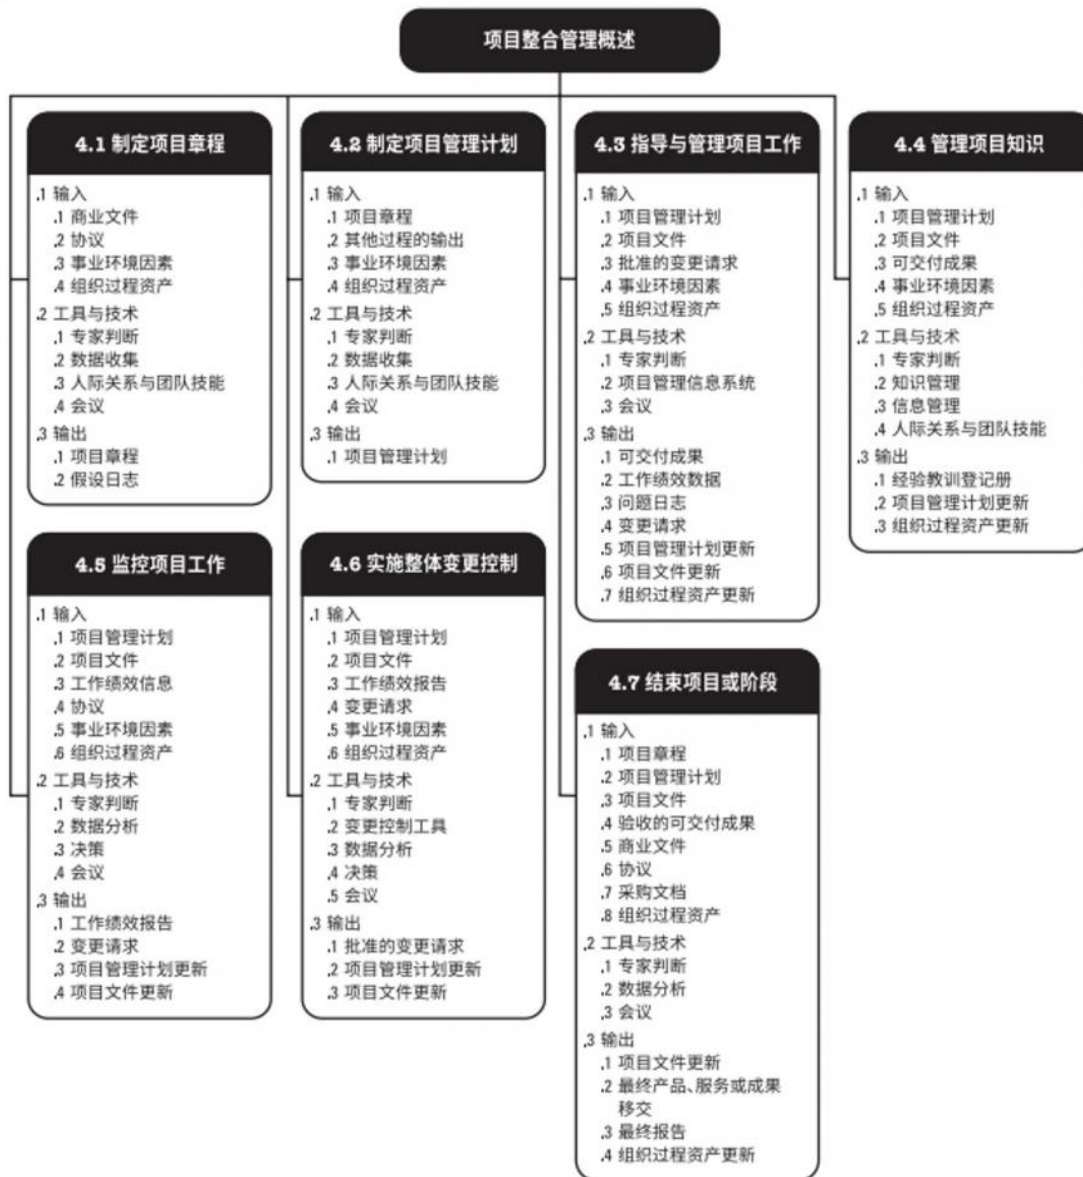 项目整合管理概述
4.1 制定项目章程
.1 输入
.1 商业文件
.2 协议
.3 事业环境因素
.4 组织过程资产
.2 工具与技术
.1 专家判断
.2 数据收集
.3 人际关系与团队技能
.4 会议
.3 输出
.1 项目章程
.2 假设日志
4.2 制定项目管理计划
.1 输入
.1 项目章程
.2 其他过程的输出
.3 事业环境因素
.4 组织过程资产
.2 工具与技术
.1 专家判断
.2 数据收集
.3 人际关系与团队技能
.4 会议
.3 输出
.1 项目管理计划
4.3 指导与管理项目工作
.1 输入
.1 项目管理计划
.2 项目文件
.3 批准的变更请求
.4 事业环境因素
.5 组织过程资产
.2 工具与技术
.1 专家判断
.2 项目管理信息系统
.3 会议
.3 输出
.1 可交付成果
.2 工作绩效数据
.3 问题日志
.4 变更请求
.5 项目管理计划更新
.6 项目文件更新
.7 组织过程资产更新
4.4 管理项目知识
.1 输入
.1 项目管理计划
.2 项目文件
.3 可交付成果
.4 事业环境因素
.5 组织过程资产
.2 工具与技术
.1 专家判断
.2 知识管理
.3 信息管理
.4 人际关系与团队技能
.3 输出
.1 经验教训登记册
.2 项目管理计划更新
.3 组织过程资产更新
4.5 监控项目工作
.1 输入
.1 项目管理计划
.2 项目文件
.3 工作绩效信息
.4 协议
.5 事业环境因素
.6 组织过程资产
.2 工具与技术
.1 专家判断
.2 数据分析
.3 决策
.4 会议
.3 输出
.1 工作绩效报告
.2 变更请求
.3 项目管理计划更新
.4 项目文件更新
4.6 实施整体变更控制
.1 输入
.1 项目管理计划
.2 项目文件
.3 工作绩效报告
.4 变更请求
.5 事业环境因素
.6 组织过程资产
.2 工具与技术
.1 专家判断
.2 变更控制工具
.3 数据分析
.4 决策
.5 会议
.3 输出
.1 批准的变更请求
.2 项目管理计划更新
.3 项目文件更新
4.7 结束项目或阶段
.1 输入
.1 项目章程
.2 项目管理计划
.3 项目文件
.4 验收的可交付成果
.5 商业文件
.6 协议
.7 采购文档
.8 组织过程资产
.2 工具与技术
.1 专家判断
.2 数据分析
.3 会议
.3 输出
.1 项目文件更新
.2 最终产品、服务或成果
移交
.3 最终报告
.4 组织过程资产更新